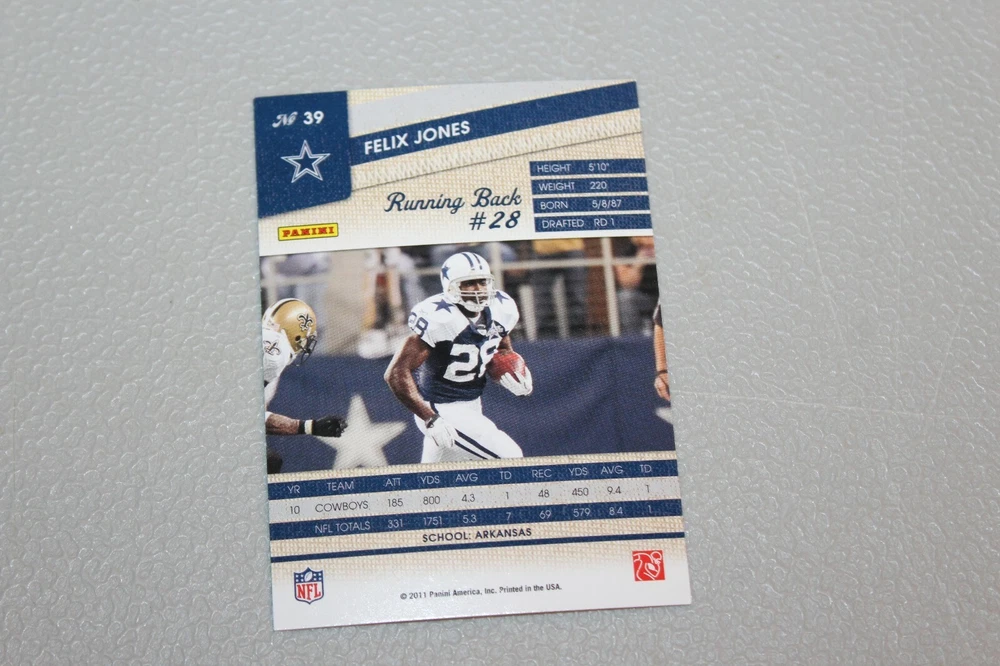 № 39
FELIX JONES
Running Back
#28
HEIGHT 5'10"
WEIGHT 220
BORN 5/8/87
DRAFTED RD 1
PANINI
28
28
YR TEAM ATT YDS AVG TD REC YDS AVG TD
10 COWBOYS 185 800 4.3 1 48 450 9.4 1
NFL TOTALS 331 1751 5.3 7 69 579 8.4 1
SCHOOL: ARKANSAS
NFL
© 2011 Panini America, Inc. Printed in the USA.